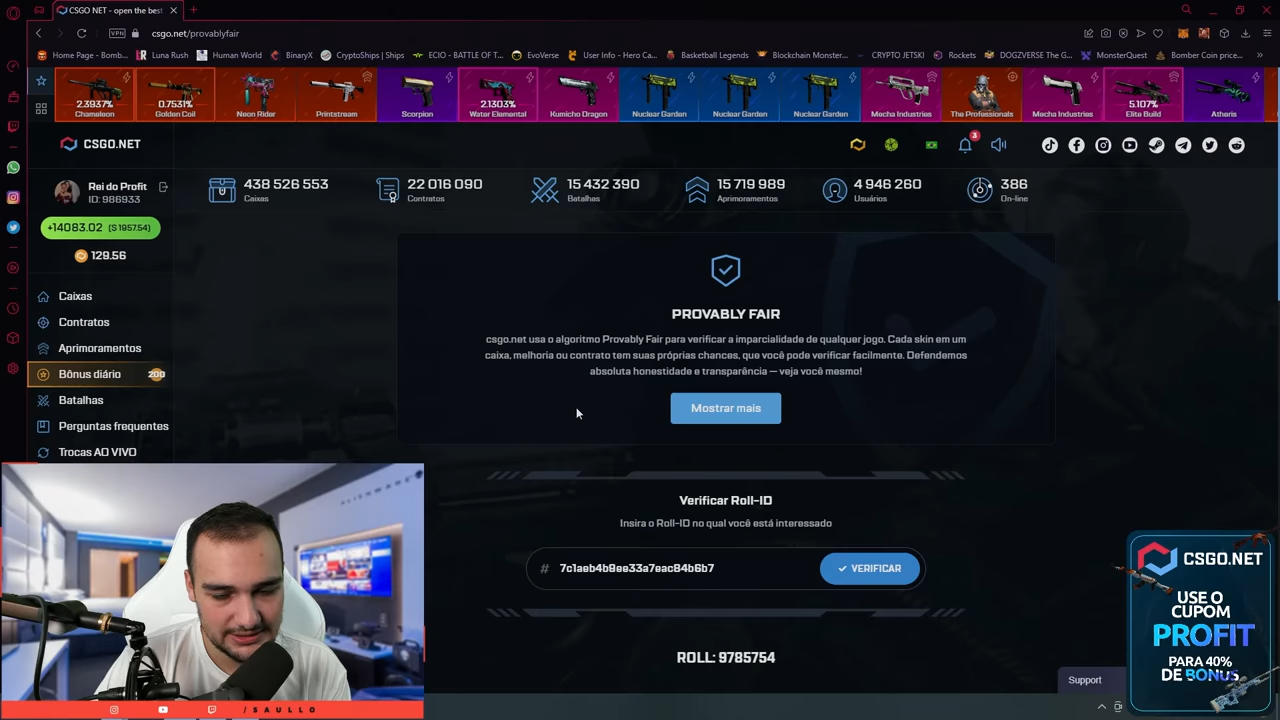 CSGO.NET - open the best
VPN
csgo.net/provablyfair
Home Page - Bomb...
Luna Rush
Human World
BinaryX
CryptoShips | Ships
ECIO - BATTLE OF T...
EvoVerse
User Info - Hero Ca...
Basketball Legends
Blockchain Monster...
CRYPTO JETSKI
Rockets
DOGZVERSE The G...
MonsterQuest
Bomber Coin price...
2.3937%
Chameleon
0.7531%
Golden Coil
Neon Rider
Printstream
Scorpion
2.1303%
Water Elemental
Kumicho Dragon
Nuclear Garden
Nuclear Garden
Nuclear Garden
Mecha Industries
The Professionals
Mecha Industries
5.107%
Elite Build
Atheris
CSGO.NET
3
Rei do Profit
ID: 986933
438 526 553
Caixas
22 016 090
Contratos
15 432 390
Batalhas
15 719 989
Aprimoramentos
4 946 260
Usuários
386
On-line
+14083.02 ($ 1957.54)
129.56
Caixas
Contratos
Aprimoramentos
Bônus diário 200
Batalhas
Perguntas frequentes
Trocas AO VIVO
PROVABLY FAIR
csgo.net usa o algoritmo Provably Fair para verificar a imparcialidade de qualquer jogo. Cada skin em um
caixa, melhoria ou contrato tem suas próprias chances, que você pode verificar facilmente. Defendemos
absoluta honestidade e transparência — veja você mesmo!
Mostrar mais
Verificar Roll-ID
Insira o Roll-ID no qual você está interessado
# 7c1aeb4b9ee33a7eac84b6b7
VERIFICAR
ROLL: 9785754
Support
CSGO.NET
USE O
CUPOM
PROFIT
PARA 40%
DE BONUS
ALIENWARE
/SAULLO